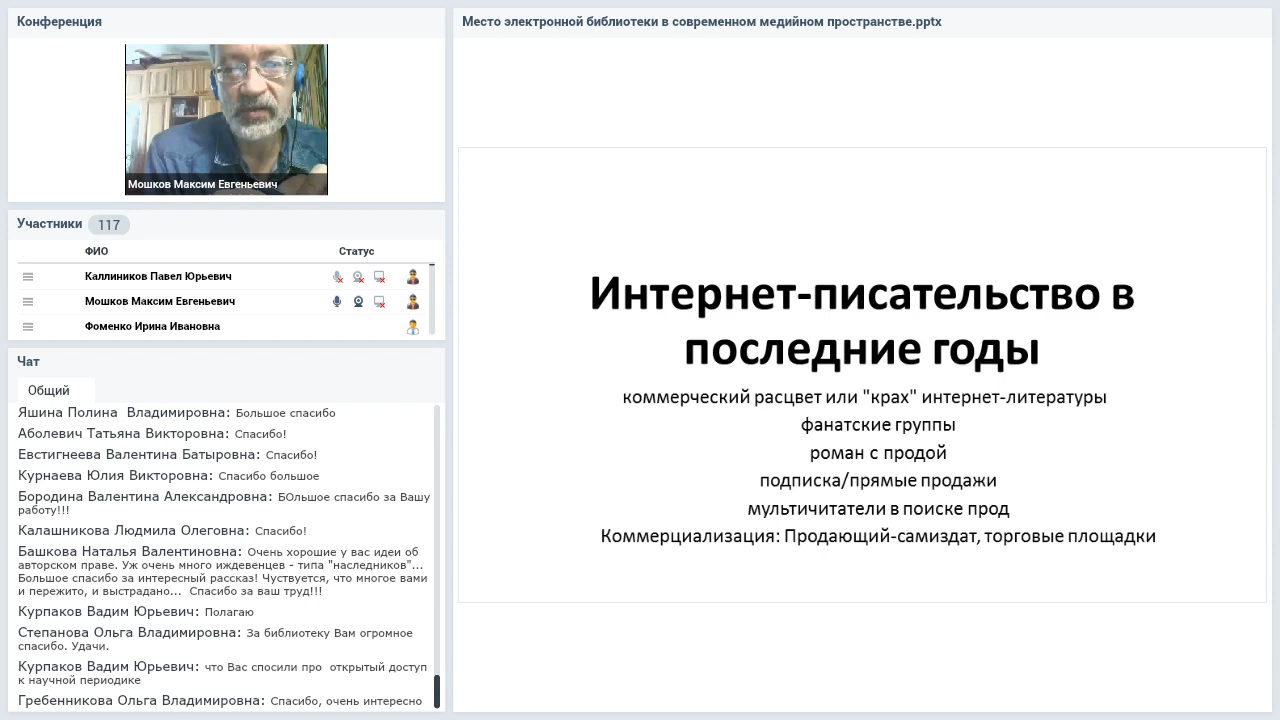 Конференция
Мошков Максим Евгеньевич
Участники 117
ФИО Статус
Каллиников Павел Юрьевич
Мошков Максим Евгеньевич
Фоменко Ирина Ивановна
Чат
Общий
Яшина Полина Владимировна: Большое спасибо
Аболевич Татьяна Викторовна: Спасибо!
Евстигнеева Валентина Батыровна: Спасибо!
Курнаева Юлия Викторовна: Спасибо большое
Бородина Валентина Александровна: БОльшое спасибо за Вашу
работу!!!
Калашникова Людмила Олеговна: Спасибо!
Башкова Наталья Валентиновна: Очень хорошие у вас идеи об
авторском праве. Уж очень много иждевенцев - типа "наследников"...
Большое спасибо за интересный рассказ! Чуствуется, что многое вами
и пережито, и выстрадано... Спасибо за ваш труд!!!
Курпаков Вадим Юрьевич: Полагаю
Степанова Ольга Владимировна: За библиотеку Вам огромное
спасибо. Удачи.
Курпаков Вадим Юрьевич: что Вас спосили про открытый доступ
к научной периодике
Гребенникова Ольга Владимировна: Спасибо, очень интересно
Место электронной библиотеки в современном медийном пространстве.pptx
Интернет-писательство в
последние годы
коммерческий расцвет или "крах" интернет-литературы
фанатские группы
роман с продой
подписка/прямые продажи
мультичитатели в поиске прод
Коммерциализация: Продающий-самиздат, торговые площадки